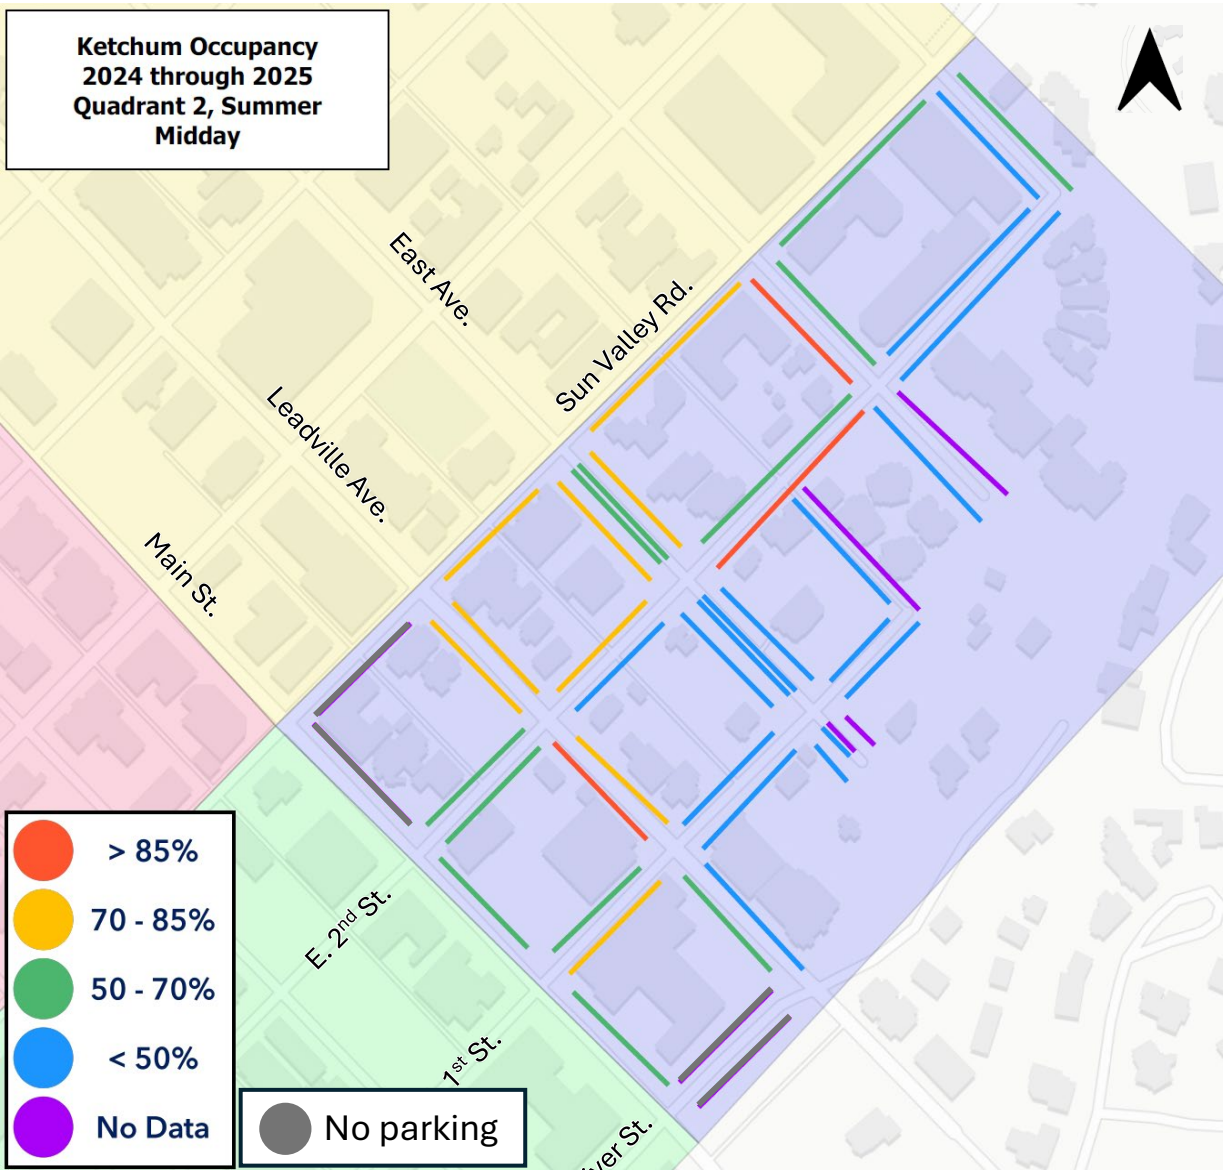 Ketchum Occupancy
2024 through 2025
Quadrant 2, Summer
Midday
East Ave.
Sun Valley Rd.
Leadville Ave.
Main St.
E. 2nd St.
1st St.
St.
> 85%
70 - 85%
50 - 70%
< 50%
No Data
No parking